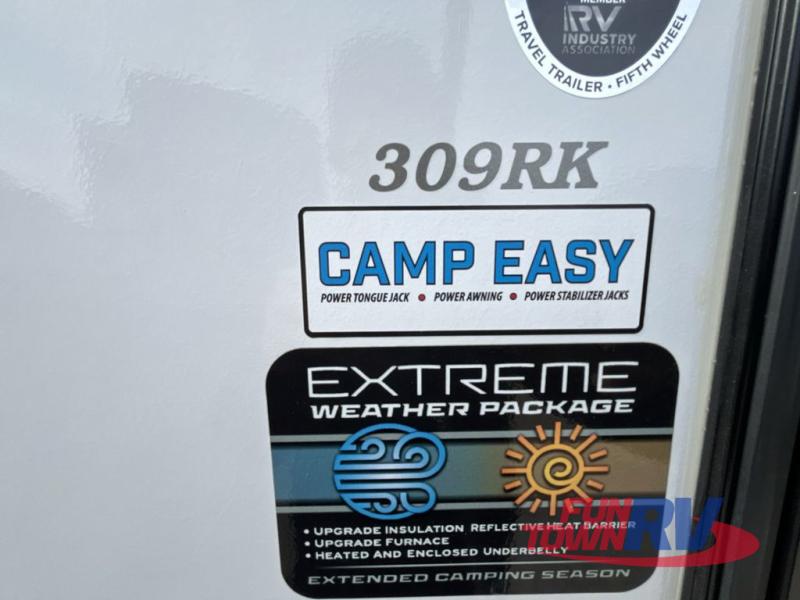 MEMBER
RV
INDUSTRY
ASSOCIATION
TRAVEL TRAILER • FIFTH WHEEL
309RK
CAMP EASY
POWER TONGUE JACK • POWER AWNING • POWER STABILIZER JACKS
EXTREME
WEATHER PACKAGE
• UPGRADE INSULATION REFLECTIVE HEAT BARRIER
• UPGRADE FURNACE
• HEATED AND ENCLOSED UNDERBELLY
EXTENDED CAMPING SEASON
FUN
TOWN RV